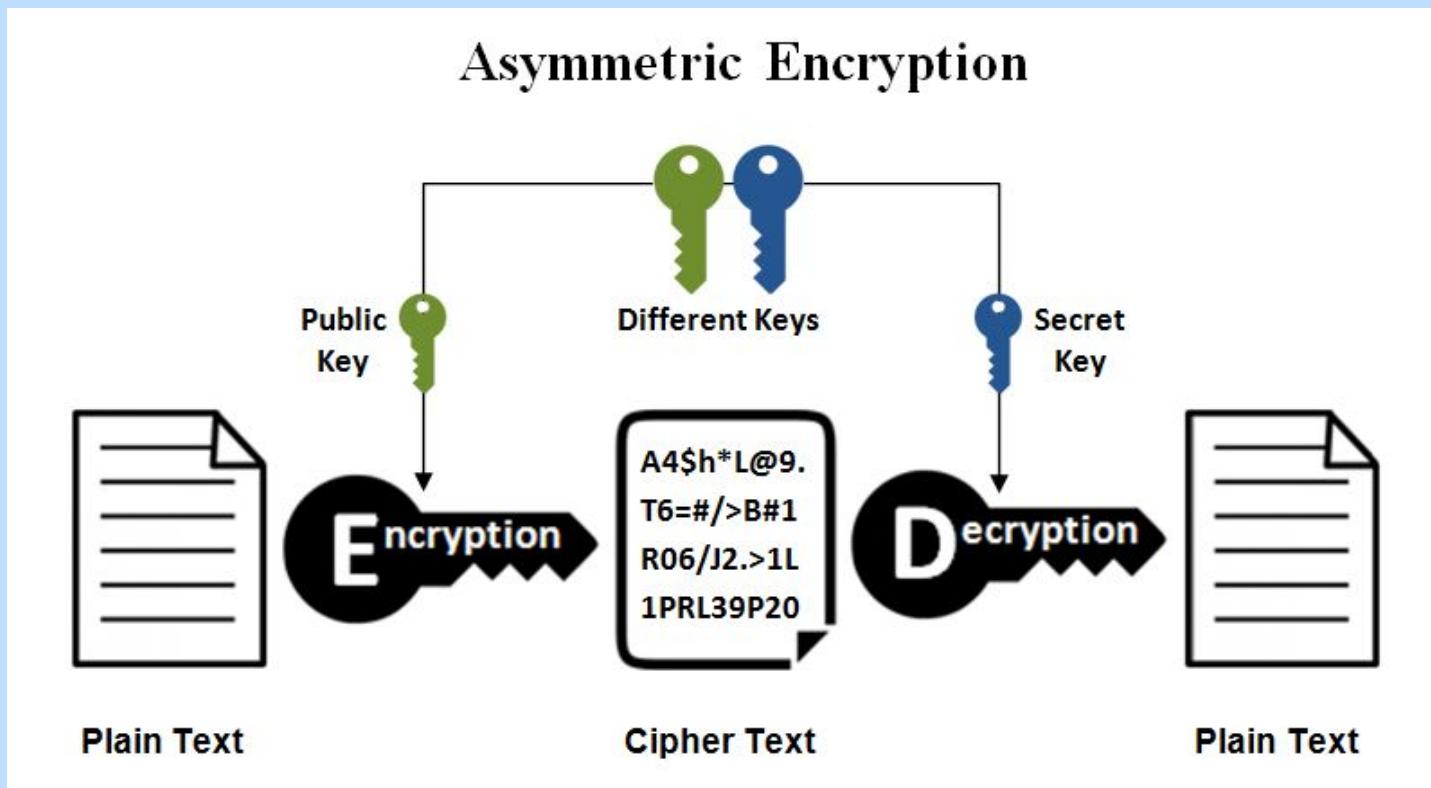 Asymmetric Encryption
Public
Key
Different Keys
Secret
Key
Encryption
A4$h*L@9.
T6=#/>B#1
R06/J2.>1L
1PRL39P20
Decryption
Plain Text
Cipher Text
Plain Text